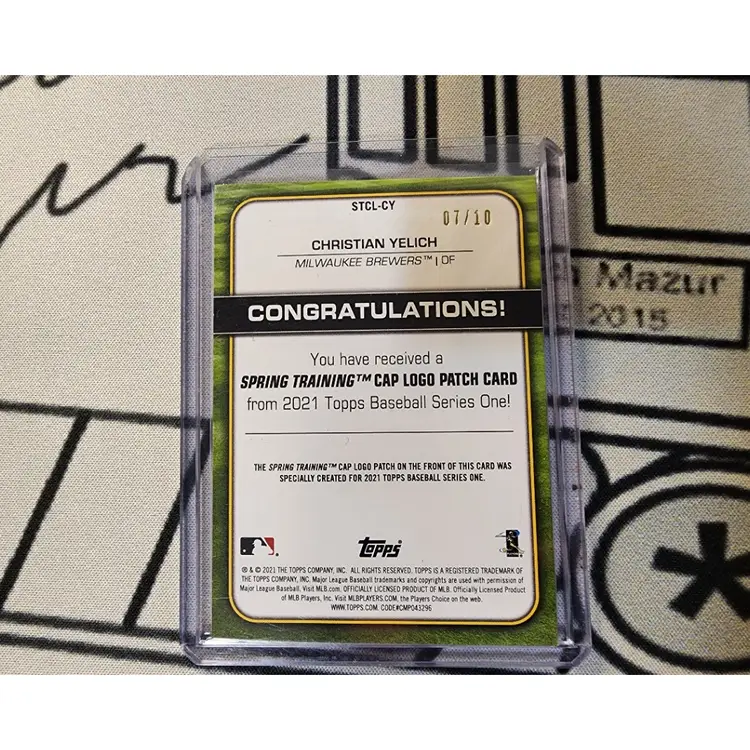 STCL-CY
07/10
CHRISTIAN YELICH
MILWAUKEE BREWERS™ | OF
CONGRATULATIONS!
You have received a
SPRING TRAINING™ CAP LOGO PATCH CARD
from 2021 Topps Baseball Series One!
THE SPRING TRAINING™ CAP LOGO PATCH ON THE FRONT OF THIS CARD WAS
SPECIALLY CREATED FOR 2021 TOPPS BASEBALL SERIES ONE.
Topps
® & © 2021 THE TOPPS COMPANY, INC. ALL RIGHTS RESERVED. TOPPS IS A REGISTERED TRADEMARK OF
THE TOPPS COMPANY, INC. Major League Baseball trademarks and copyrights are used with permission of
Major League Baseball. Visit MLB.com. OFFICIALLY LICENSED PRODUCT OF MLB. Officially Licensed Product
of MLB Players, Inc. Visit MLBPLAYERS.COM, the Players Choice on the web.
WWW.TOPPS.COM. CODE#CMP043296
Mazur
2015